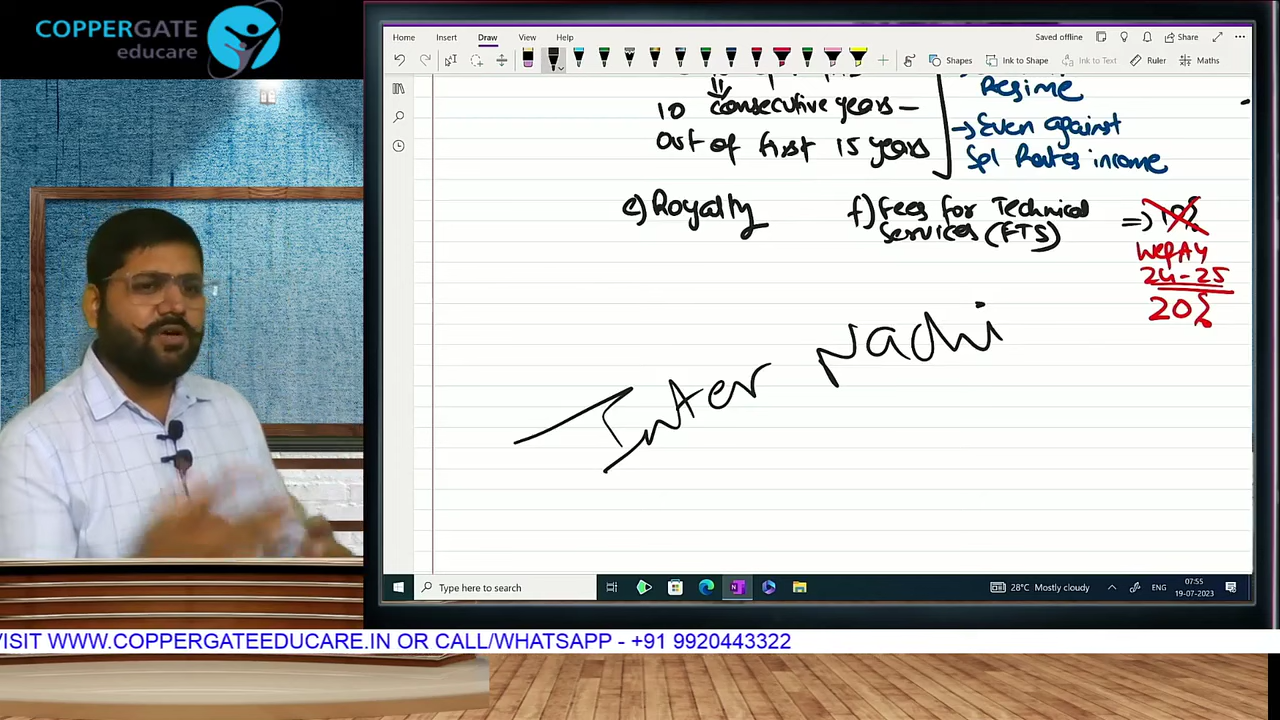 COPPERGATE
educare
Home Insert Draw View Help
Saved offline
Share
Shapes
Ink to Shape
Ink to Text
Ruler
Maths
Regime
10 consecutive years –
out of first 15 years
→ Even against
Spl Rates income
e) Royalty
f) Fees for Technical
Services (FTS)
=> 10%
WEF AY
24-25
20%
Inter Nadhi
Type here to search
28°C Mostly cloudy
ENG
07:55
19-07-2023
VISIT WWW.COPPERGATEEDUCARE.IN OR CALL/WHATSAPP - +91 9920443322